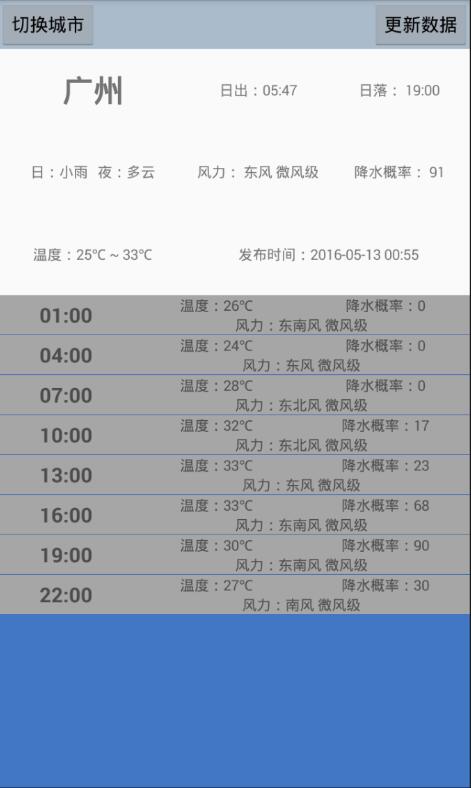 切换城市 更新数据
广州 日出：05:47 日落： 19:00
日：小雨 夜：多云 风力： 东风 微风级 降水概率： 91
温度：25℃ ~ 33℃ 发布时间：2016-05-13 00:55
01:00 温度：26℃ 降水概率：0
风力：东南风 微风级
04:00 温度：24℃ 降水概率：0
风力：东风 微风级
07:00 温度：28℃ 降水概率：0
风力：东北风 微风级
10:00 温度：32℃ 降水概率：17
风力：东北风 微风级
13:00 温度：33℃ 降水概率：23
风力：东风 微风级
16:00 温度：33℃ 降水概率：68
风力：东南风 微风级
19:00 温度：30℃ 降水概率：90
风力：东南风 微风级
22:00 温度：27℃ 降水概率：30
风力：南风 微风级